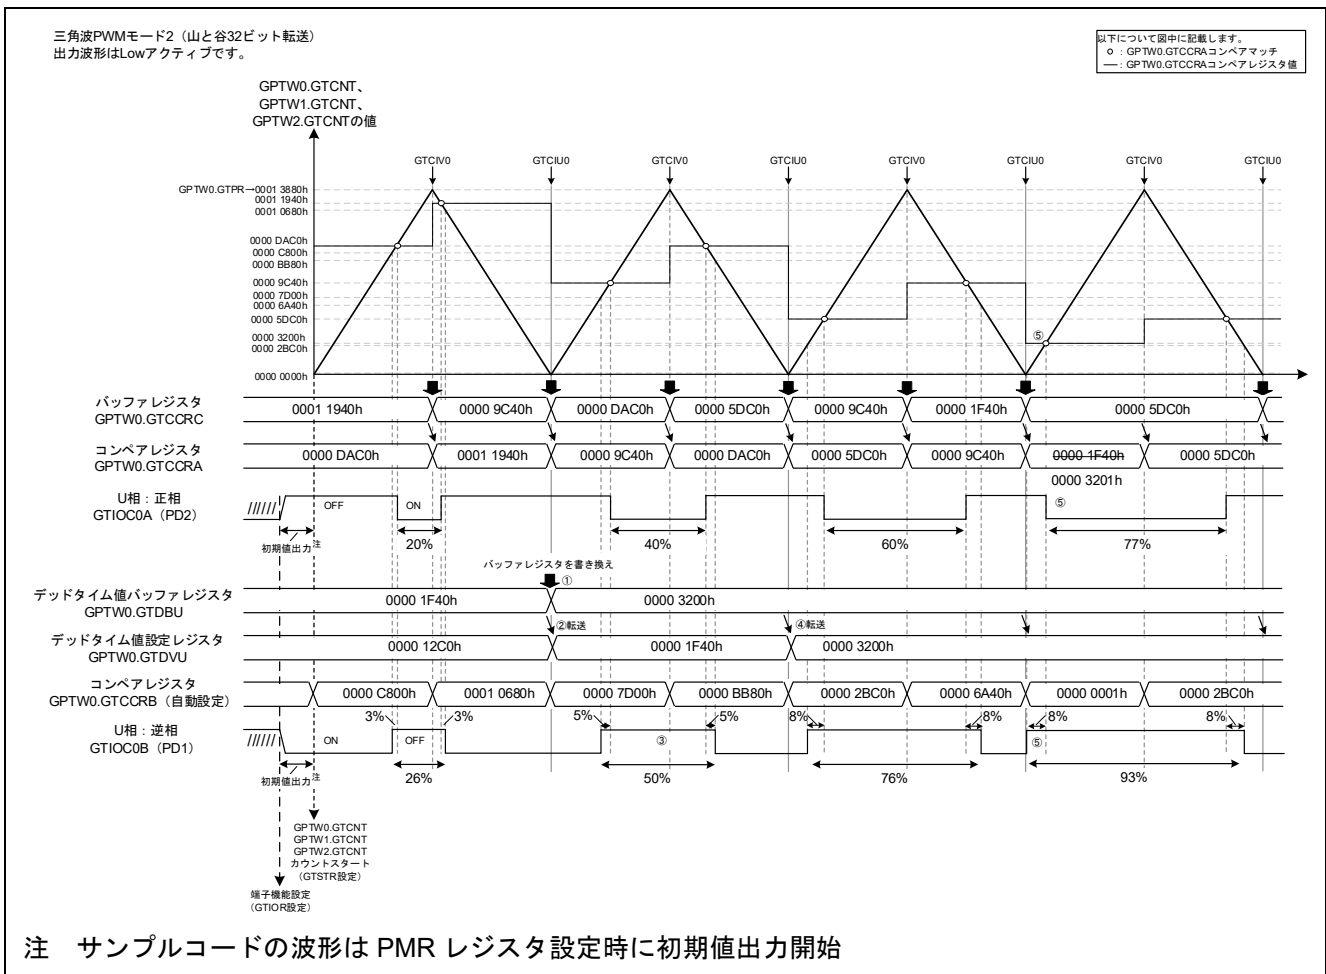 三角波PWMモード2（山と谷32ビット転送）
出力波形はLowアクティブです。
以下について図中に記載します。
○：GPTW0.GTCCRAコンペアマッチ
―：GPTW0.GTCCRAコンペアレジスタ値
GPTW0.GTCNT、
GPTW1.GTCNT、
GPTW2.GTCNTの値
GTCIV0 GTCIU0 GTCIV0 GTCIU0 GTCIV0 GTCIU0 GTCIV0 GTCIU0
GPTW0.GTPR→0001 3880h
0001 1940h
0001 0680h
0000 DAC0h
0000 C800h
0000 BB80h
0000 9C40h
0000 7D00h
0000 6A40h
0000 5DC0h
0000 3200h
0000 2BC0h
⑤
0000 0000h
バッファレジスタ
GPTW0.GTCCRC
0001 1940h 0000 9C40h 0000 DAC0h 0000 5DC0h 0000 9C40h 0000 1F40h 0000 5DC0h
コンペアレジスタ
GPTW0.GTCCRA
0000 DAC0h 0001 1940h 0000 9C40h 0000 DAC0h 0000 5DC0h 0000 9C40h 0000 1F40h 0000 5DC0h
0000 3201h
U相：正相
GTIOC0A（PD2）
OFF ON ⑤
初期値出力注 20% 40% 60% 77%
バッファレジスタを書き換え
①
デッドタイム値バッファレジスタ
GPTW0.GTDBU
0000 1F40h 0000 3200h
②転送 ④転送
デッドタイム値設定レジスタ
GPTW0.GTDVU
0000 12C0h 0000 1F40h 0000 3200h
コンペアレジスタ
GPTW0.GTCCRB（自動設定）
0000 C800h 0001 0680h 0000 7D00h 0000 BB80h 0000 2BC0h 0000 6A40h 0000 0001h 0000 2BC0h
3% 3% 5% 5% 8% 8% 8% 8%
U相：逆相
GTIOC0B（PD1）
ON OFF ③ ⑤
初期値出力注 26% 50% 76% 93%
GPTW0.GTCNT
GPTW1.GTCNT
GPTW2.GTCNT
カウントスタート
（GTSTR設定）
端子機能設定
（GTIOR設定）
注 サンプルコードの波形は PMR レジスタ設定時に初期値出力開始